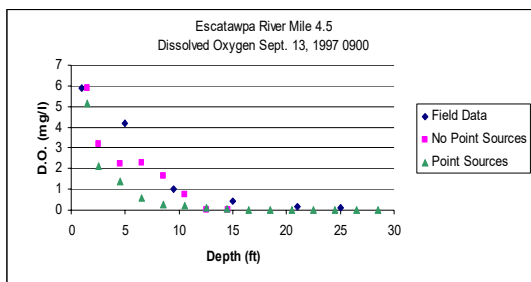 Escatawpa River Mile 4.5
Dissolved Oxygen Sept. 13, 1997 0900
D.O. (mg/l)
7
6
5
4
3
2
1
0
0 5 10 15 20 25 30
Depth (ft)
Field Data
No Point Sources
Point Sources